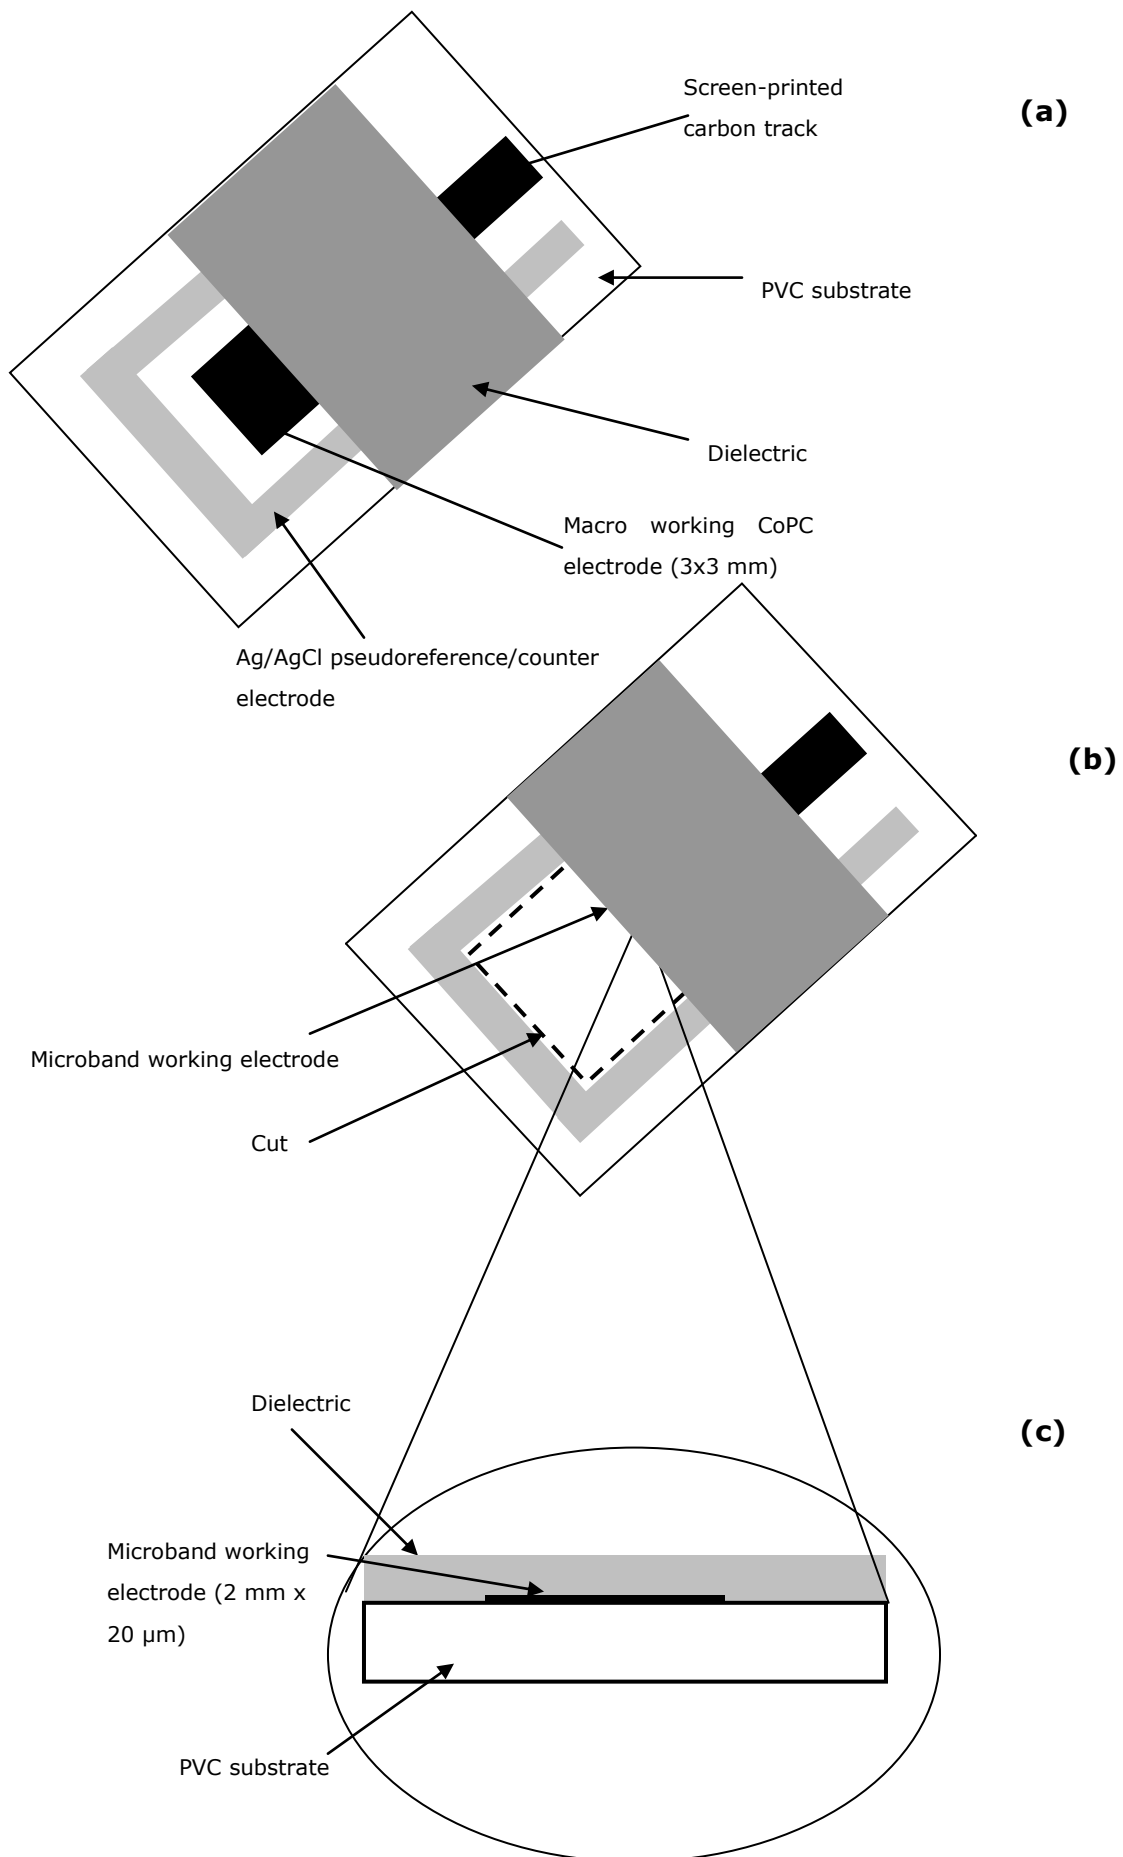 Screen-printed
carbon track
(a)
PVC substrate
Dielectric
Macro working CoPC
electrode (3x3 mm)
Ag/AgCl pseudoreference/counter
electrode
(b)
Microband working electrode
Cut
Dielectric
(c)
Microband working
electrode (2 mm x
20 µm)
PVC substrate